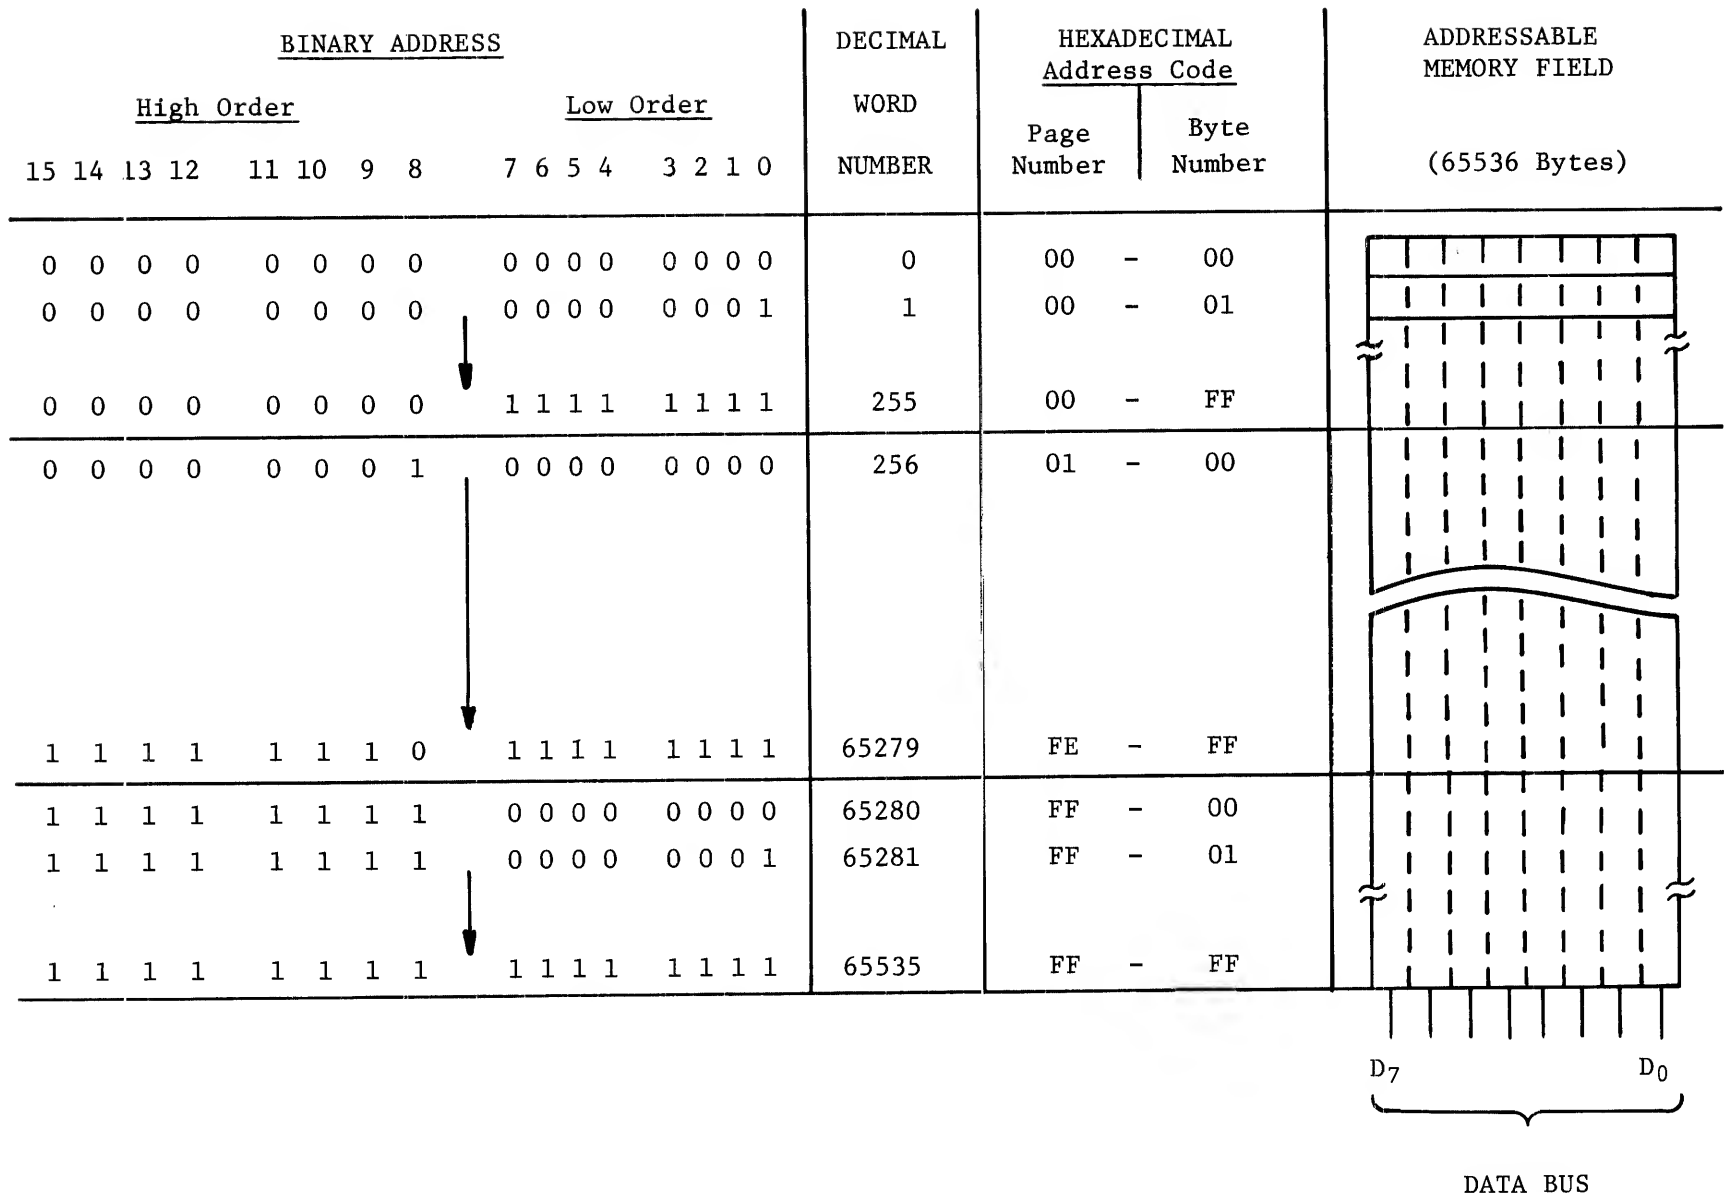 BINARY ADDRESS DECIMAL HEXADECIMAL ADDRESSABLE
Address Code MEMORY FIELD
High Order Low Order WORD
Page Byte
15 14 13 12 11 10 9 8 7 6 5 4 3 2 1 0 NUMBER Number Number (65536 Bytes)
0 0 0 0 0 0 0 0 0 0 0 0 0 0 0 0 0 00 - 00
0 0 0 0 0 0 0 0 0 0 0 0 0 0 0 1 1 00 - 01
0 0 0 0 0 0 0 0 1 1 1 1 1 1 1 1 255 00 - FF
0 0 0 0 0 0 0 1 0 0 0 0 0 0 0 0 256 01 - 00
1 1 1 1 1 1 1 0 1 1 1 1 1 1 1 1 65279 FE - FF
1 1 1 1 1 1 1 1 0 0 0 0 0 0 0 0 65280 FF - 00
1 1 1 1 1 1 1 1 0 0 0 0 0 0 0 1 65281 FF - 01
1 1 1 1 1 1 1 1 1 1 1 1 1 1 1 1 65535 FF - FF
D7 D0
DATA BUS